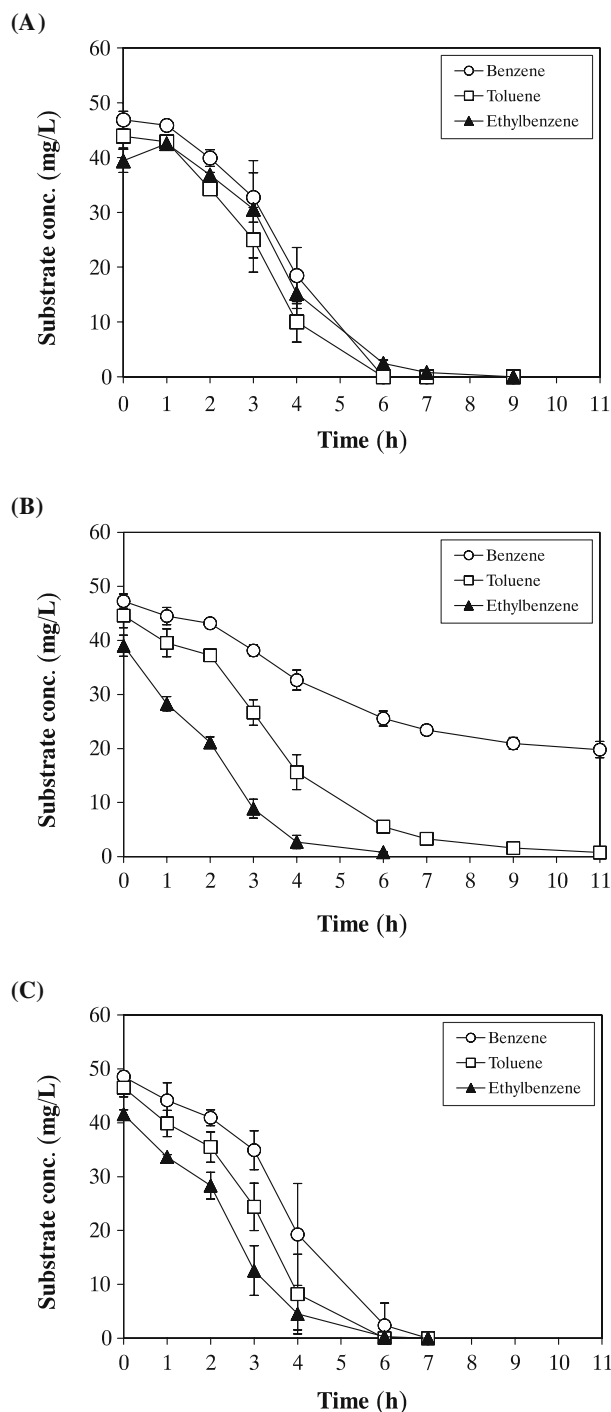 (A)
60
50
40
30
20
10
0
Substrate conc. (mg/L)
Benzene
Toluene
Ethylbenzene
0 1 2 3 4 5 6 7 8 9 10 11
Time (h)
(B)
60
50
40
30
20
10
0
Substrate conc. (mg/L)
Benzene
Toluene
Ethylbenzene
0 1 2 3 4 5 6 7 8 9 10 11
Time (h)
(C)
60
50
40
30
20
10
0
Substrate conc. (mg/L)
Benzene
Toluene
Ethylbenzene
0 1 2 3 4 5 6 7 8 9 10 11
Time (h)